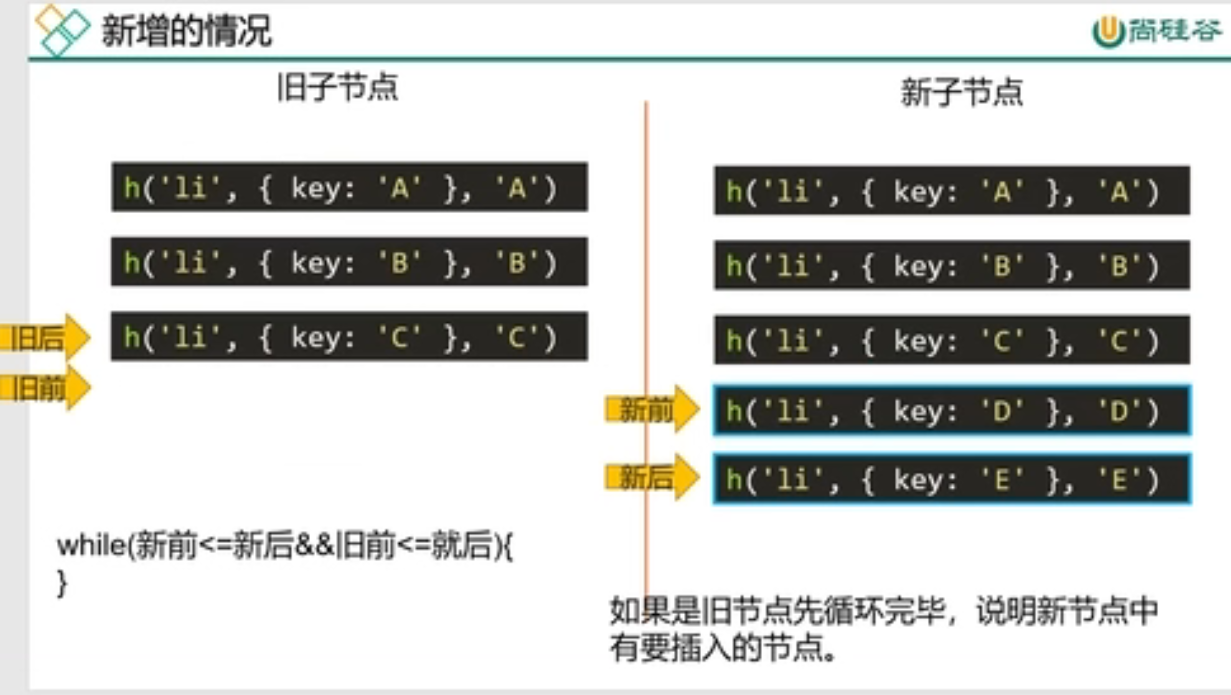 新增的情况
尚硅谷
旧子节点
新子节点
h('li', { key: 'A' }, 'A')
h('li', { key: 'B' }, 'B')
旧后
h('li', { key: 'C' }, 'C')
旧前
h('li', { key: 'A' }, 'A')
h('li', { key: 'B' }, 'B')
h('li', { key: 'C' }, 'C')
新前
h('li', { key: 'D' }, 'D')
新后
h('li', { key: 'E' }, 'E')
while(新前<=新后&&旧前<=就后){
}
如果是旧节点先循环完毕，说明新节点中
有要插入的节点。